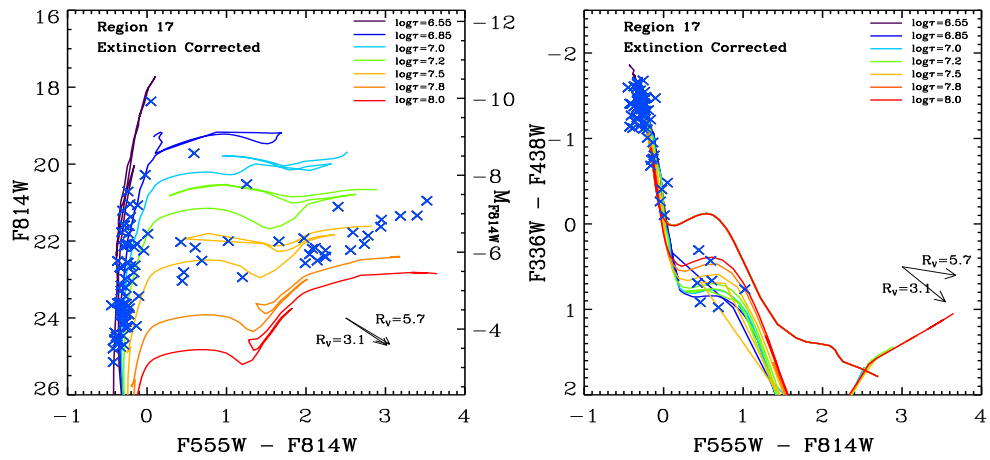 Region 17
Extinction Corrected
logτ=6.55
logτ=6.85
logτ=7.0
logτ=7.2
logτ=7.5
logτ=7.8
logτ=8.0
16
18
20
22
24
26
F814W
−12
−10
−8
−6
−4
M_F814W
R_V=5.7
R_V=3.1
−1 0 1 2 3 4
F555W − F814W
Region 17
Extinction Corrected
logτ=6.55
logτ=6.85
logτ=7.0
logτ=7.2
logτ=7.5
logτ=7.8
logτ=8.0
−2
−1
0
1
2
F336W − F438W
R_V=5.7
R_V=3.1
−1 0 1 2 3 4
F555W − F814W